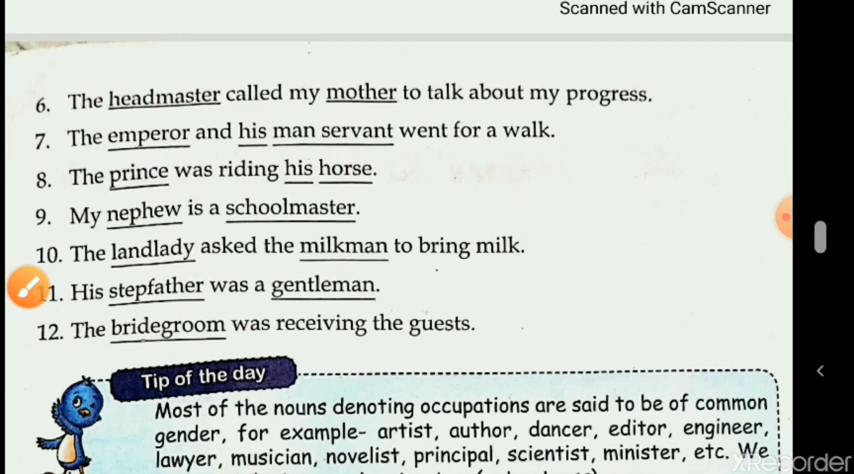 Scanned with CamScanner
6. The headmaster called my mother to talk about my progress.
7. The emperor and his man servant went for a walk.
8. The prince was riding his horse.
9. My nephew is a schoolmaster.
10. The landlady asked the milkman to bring milk.
11. His stepfather was a gentleman.
12. The bridegroom was receiving the guests.
Tip of the day
Most of the nouns denoting occupations are said to be of common
gender, for example- artist, author, dancer, editor, engineer,
lawyer, musician, novelist, principal, scientist, minister, etc. We
XRecorder